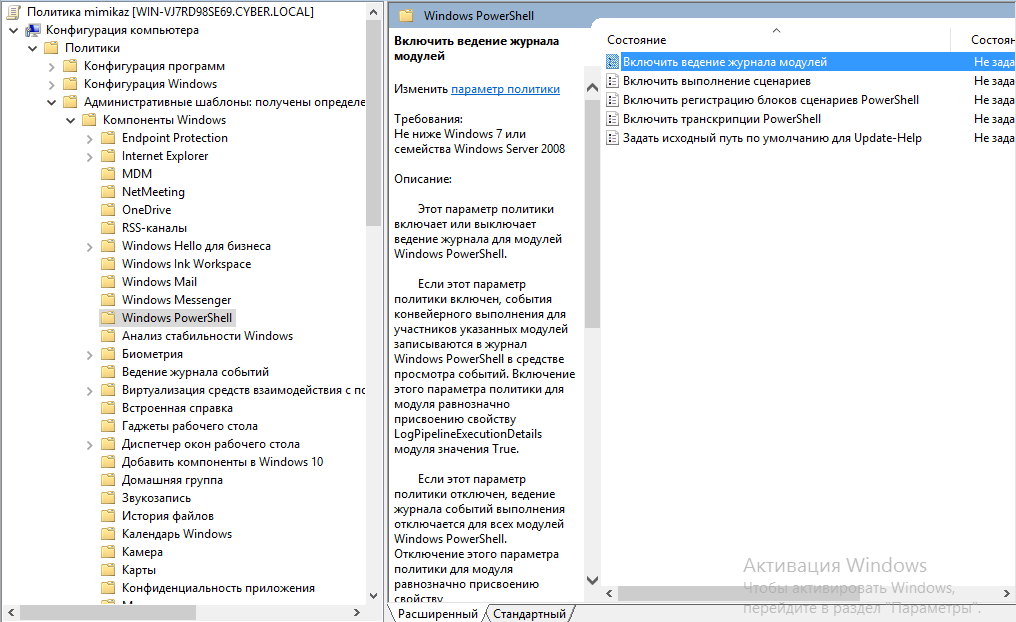 Политика mimikaz [WIN-VJ7RD98SE69.CYBER.LOCAL]
Конфигурация компьютера
Политики
Конфигурация программ
Конфигурация Windows
Административные шаблоны: получены определе
Компоненты Windows
Endpoint Protection
Internet Explorer
MDM
NetMeeting
OneDrive
RSS-каналы
Windows Hello для бизнеса
Windows Ink Workspace
Windows Mail
Windows Messenger
Windows PowerShell
Анализ стабильности Windows
Биометрия
Ведение журнала событий
Виртуализация средств взаимодействия с по
Встроенная справка
Гаджеты рабочего стола
Диспетчер окон рабочего стола
Добавить компоненты в Windows 10
Домашняя группа
Звукозапись
История файлов
Календарь Windows
Камера
Карты
Конфиденциальность приложения
Windows PowerShell
Включить ведение журнала
модулей
Изменить параметр политики
Требования:
Не ниже Windows 7 или
семейства Windows Server 2008
Описание:
Этот параметр политики
включает или выключает
ведение журнала для модулей
Windows PowerShell.
Если этот параметр
политики включен, события
конвейерного выполнения для
участников указанных модулей
записываются в журнал
Windows PowerShell в средстве
просмотра событий. Включение
этого параметра политики для
модуля равнозначно
присвоению свойству
LogPipelineExecutionDetails
модуля значения True.
Если этот параметр
политики отключен, ведение
журнала событий выполнения
отключается для всех модулей
Windows PowerShell.
Отключение этого параметра
политики для модуля
равнозначно присвоению
свойству
Состояние Состоян
Включить ведение журнала модулей Не зада
Включить выполнение сценариев Не зада
Включить регистрацию блоков сценариев PowerShell Не зада
Включить транскрипции PowerShell Не зада
Задать исходный путь по умолчанию для Update-Help Не зада
Активация Windows
Чтобы активировать Windows,
перейдите в раздел "Параметры".
Расширенный Стандартный